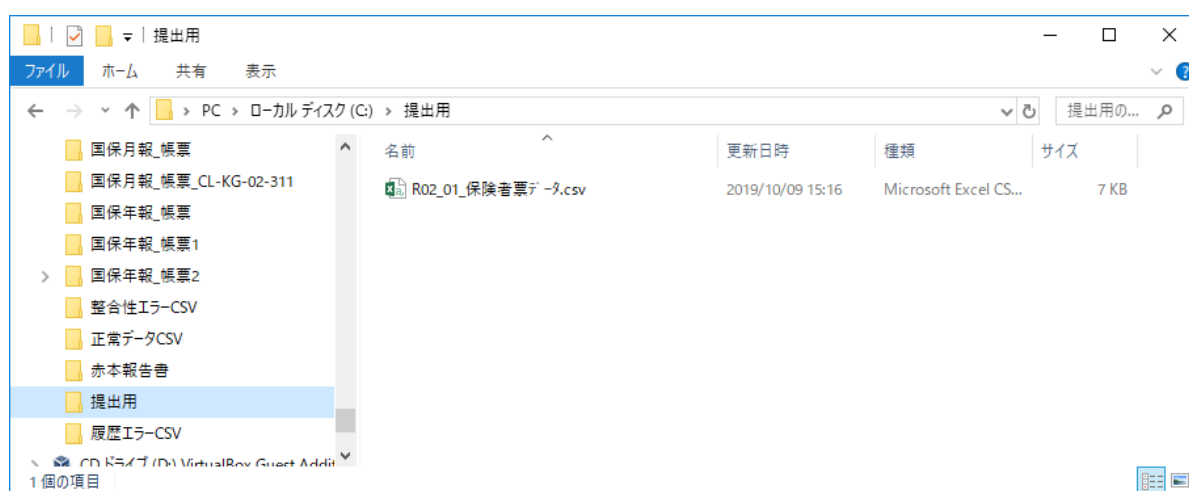 提出用
ファイル ホーム 共有 表示
PC > ローカル ディスク (C:) > 提出用 提出用の...
名前 更新日時 種類 サイズ
R02_01_保険者票ﾃﾞｰﾀ.csv 2019/10/09 15:16 Microsoft Excel CS... 7 KB
国保月報_帳票
国保月報_帳票_CL-KG-02-311
国保年報_帳票
国保年報_帳票1
国保年報_帳票2
整合性エラーCSV
正常データCSV
赤本報告書
提出用
履歴エラーCSV
CD ドライブ (D:) VirtualBox Guest Addit
1 個の項目